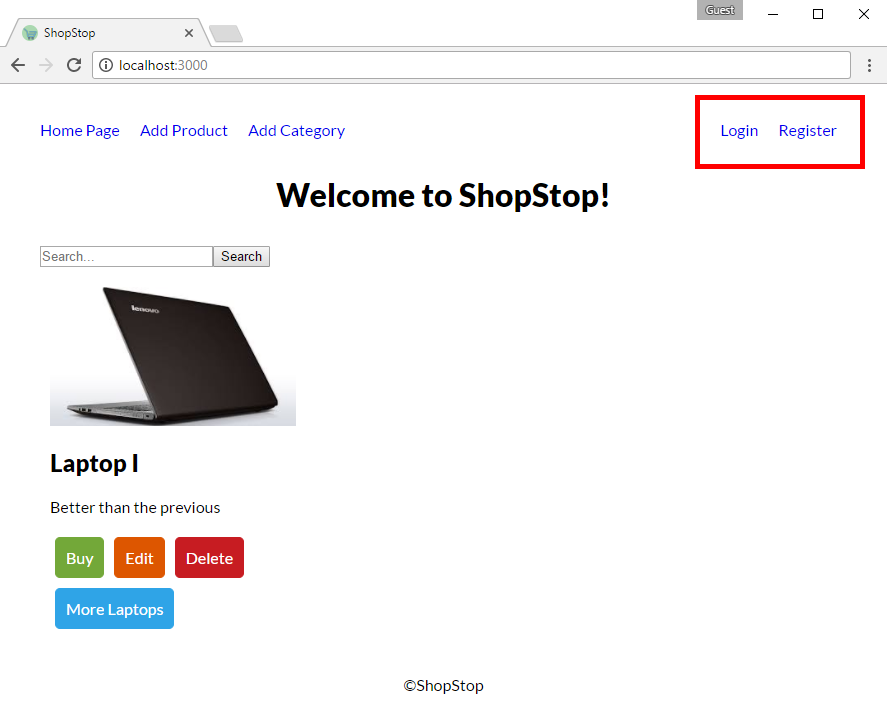 Guest
ShopStop
localhost:3000
Home Page Add Product Add Category Login Register
Welcome to ShopStop!
Search... Search
lenovo
Laptop I
Better than the previous
Buy Edit Delete
More Laptops
©ShopStop